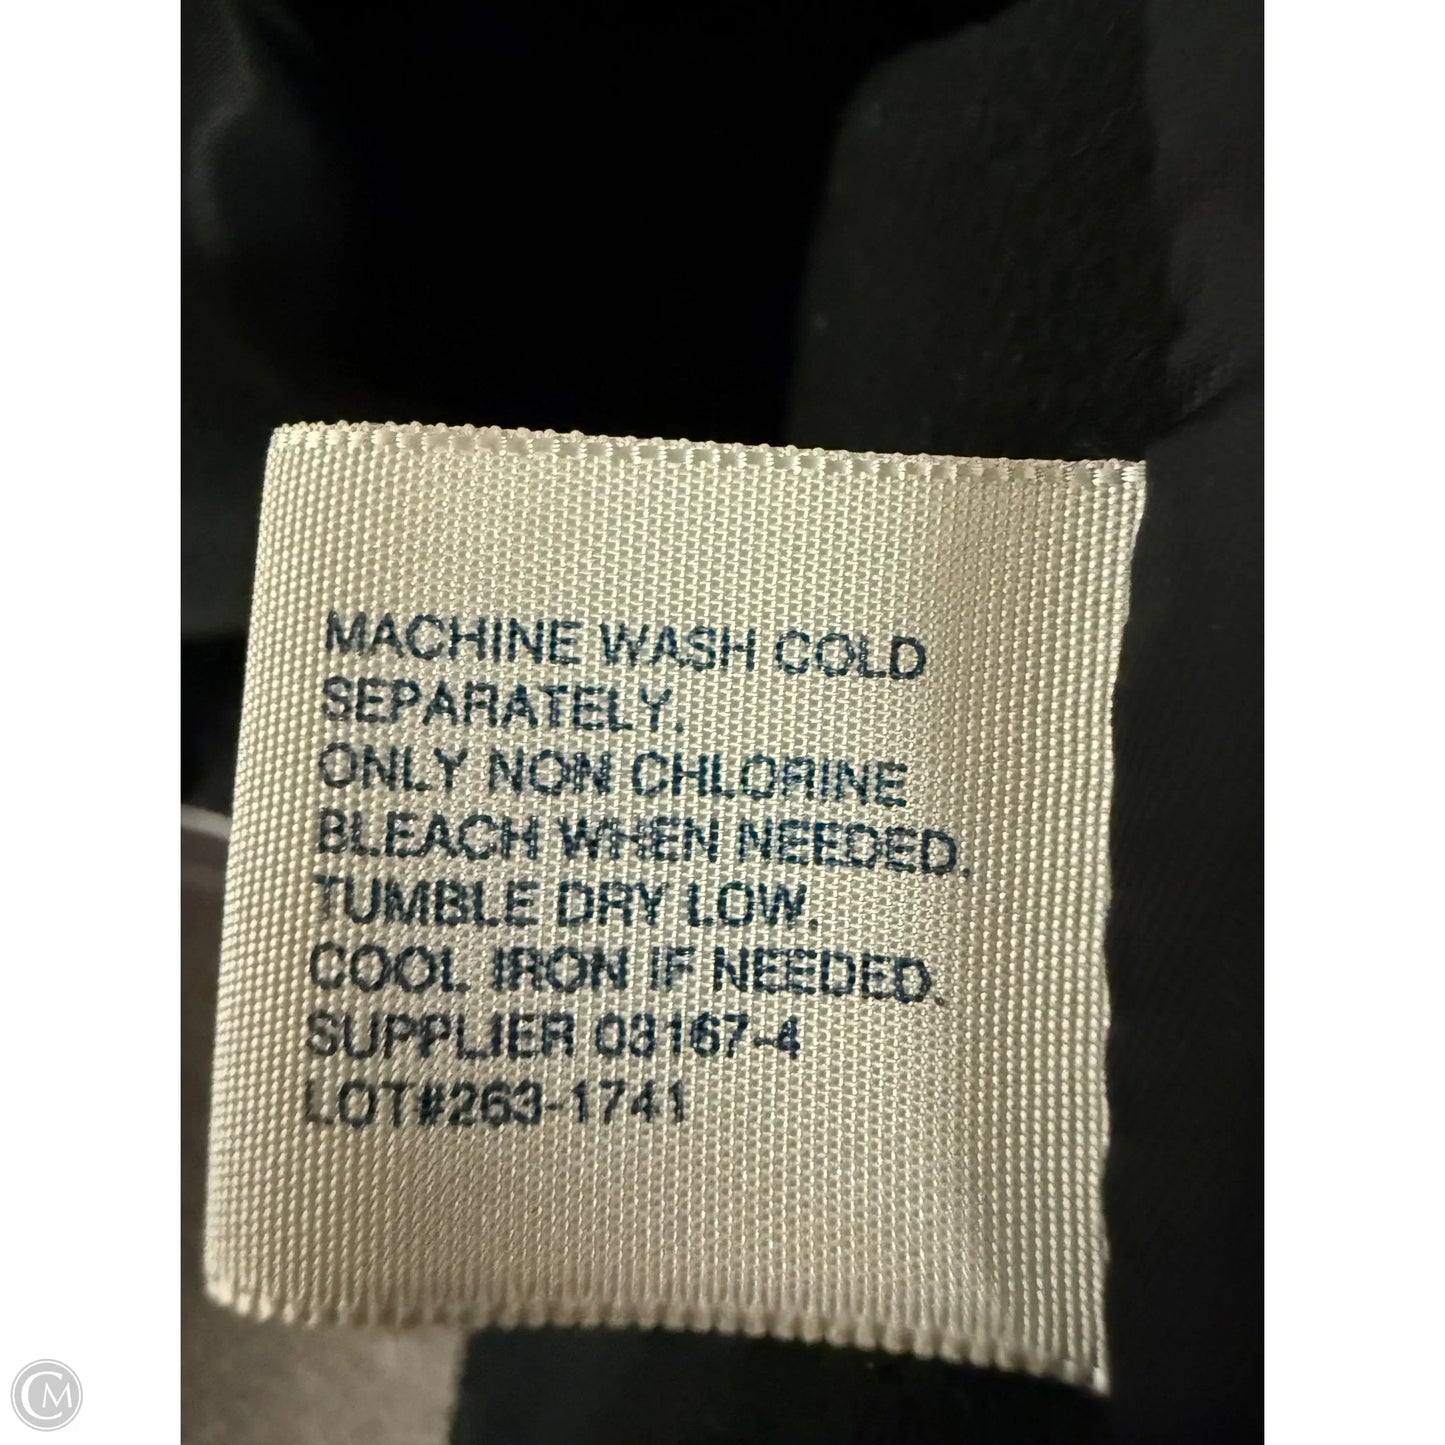 MACHINE WASH COLD
SEPARATELY.
ONLY NON CHLORINE
BLEACH WHEN NEEDED.
TUMBLE DRY LOW.
COOL IRON IF NEEDED.
SUPPLIER 03167-4
LOT#263-1741
CM